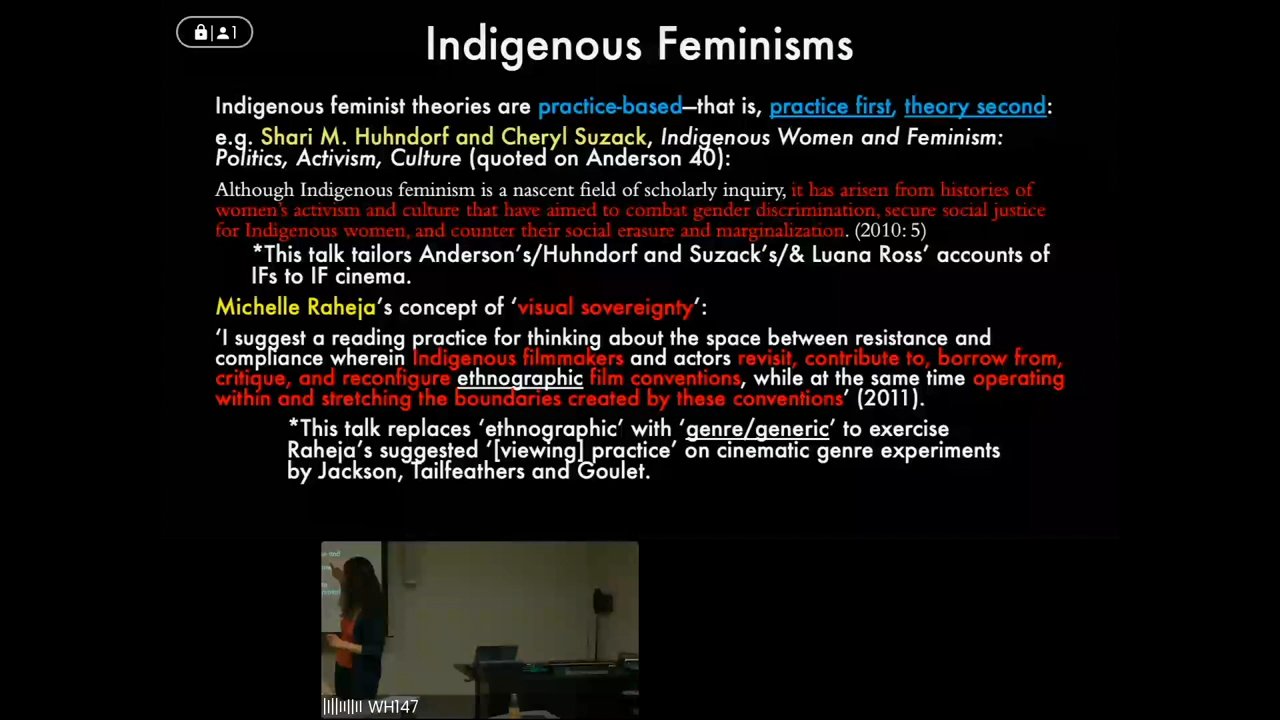 1
Indigenous Feminisms
Indigenous feminist theories are practice-based—that is, practice first, theory second:
e.g. Shari M. Huhndorf and Cheryl Suzack, Indigenous Women and Feminism:
Politics, Activism, Culture (quoted on Anderson 40):
Although Indigenous feminism is a nascent field of scholarly inquiry, it has arisen from histories of
women's activism and culture that have aimed to combat gender discrimination, secure social justice
for Indigenous women, and counter their social erasure and marginalization. (2010: 5)
*This talk tailors Anderson's/Huhndorf and Suzack's/& Luana Ross' accounts of
IFs to IF cinema.
Michelle Raheja's concept of 'visual sovereignty':
'I suggest a reading practice for thinking about the space between resistance and
compliance wherein Indigenous filmmakers and actors revisit, contribute to, borrow from,
critique, and reconfigure ethnographic film conventions, while at the same time operating
within and stretching the boundaries created by these conventions' (2011).
*This talk replaces 'ethnographic' with 'genre/generic' to exercise
Raheja's suggested '[viewing] practice' on cinematic genre experiments
by Jackson, Tailfeathers and Goulet.
WH147